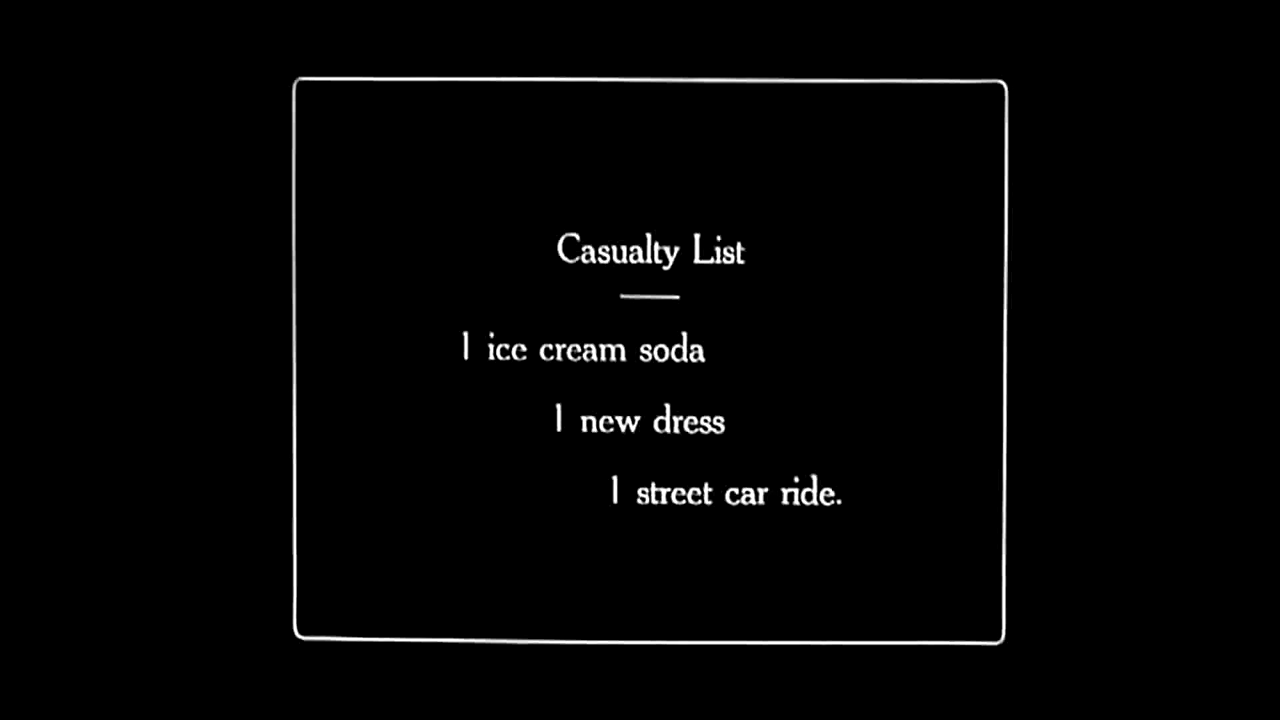 Casualty List
1 ice cream soda
1 new dress
1 street car ride.